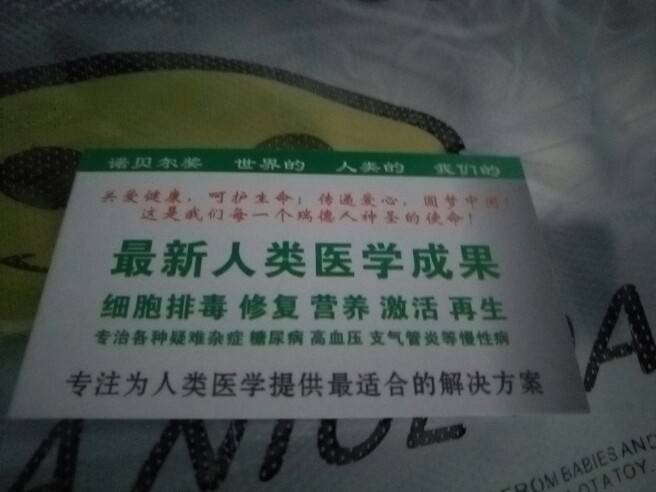 诺贝尔奖 世界的 人类的 我们的
关爱健康，呵护生命；传递爱心，圆梦中国！
这是我们每一个瑞德人神圣的使命！
最新人类医学成果
细胞排毒 修复 营养 激活 再生
专治各种疑难杂症 糖尿病 高血压 支气管炎等慢性病
专注为人类医学提供最适合的解决方案
FROM BABIES AND